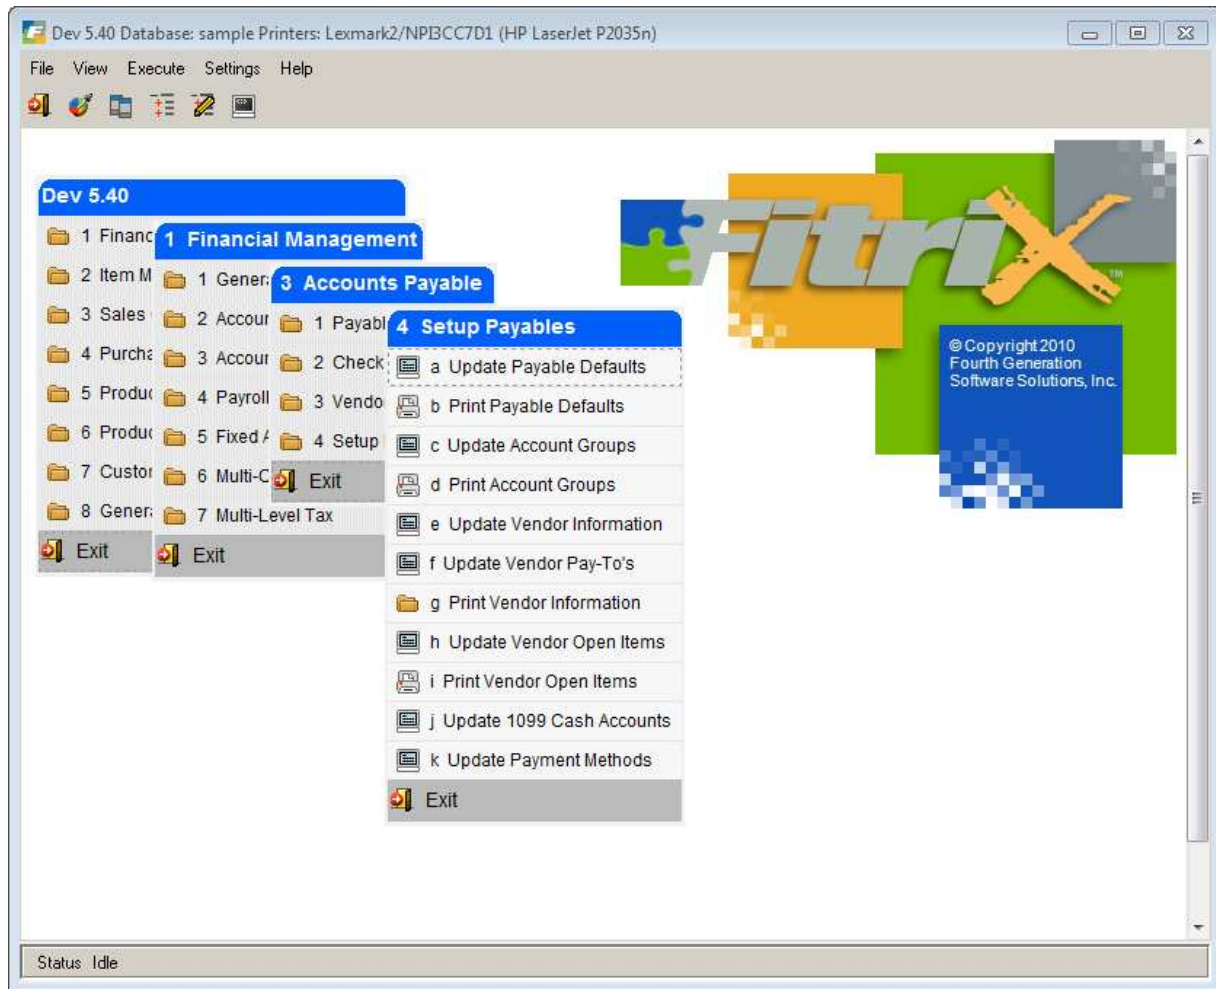 Dev 5.40 Database: sample Printers: Lexmark2/NPI3CC7D1 (HP LaserJet P2035n)
File View Execute Settings Help
Dev 5.40
1 Financ
2 Item M
3 Sales
4 Purcha
5 Produc
6 Produc
7 Custor
8 Genera
Exit
1 Financial Management
1 Genera
2 Accour
3 Accour
4 Payroll
5 Fixed A
6 Multi-C
7 Multi-Level Tax
Exit
3 Accounts Payable
1 Payabl
2 Check
3 Vendo
4 Setup
Exit
4 Setup Payables
a Update Payable Defaults
b Print Payable Defaults
c Update Account Groups
d Print Account Groups
e Update Vendor Information
f Update Vendor Pay-To's
g Print Vendor Information
h Update Vendor Open Items
i Print Vendor Open Items
j Update 1099 Cash Accounts
k Update Payment Methods
Exit
FitriX™
© Copyright 2010
Fourth Generation
Software Solutions, Inc.
Status Idle